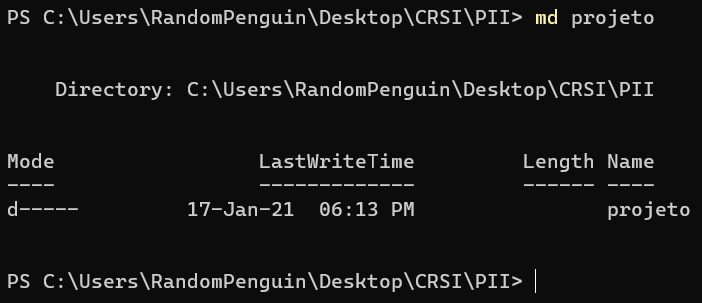 PS C:\Users\RandomPenguin\Desktop\CRSI\PII> md projeto
Directory: C:\Users\RandomPenguin\Desktop\CRSI\PII
Mode LastWriteTime Length Name
---- ------------- ------ ----
d----- 17-Jan-21 06:13 PM projeto
PS C:\Users\RandomPenguin\Desktop\CRSI\PII>